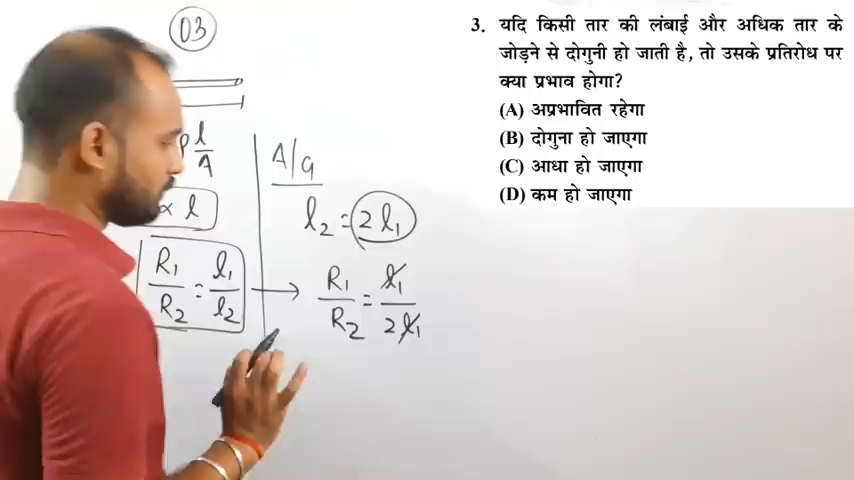 03
ρ l/A
∝ l
R₁/R₂ = l₁/l₂
A/q
l₂ = 2l₁
R₁/R₂ = l₁/2l₁
3. यदि किसी तार की लंबाई और अधिक तार के
जोड़ने से दोगुनी हो जाती है, तो उसके प्रतिरोध पर
क्या प्रभाव होगा?
(A) अप्रभावित रहेगा
(B) दोगुना हो जाएगा
(C) आधा हो जाएगा
(D) कम हो जाएगा